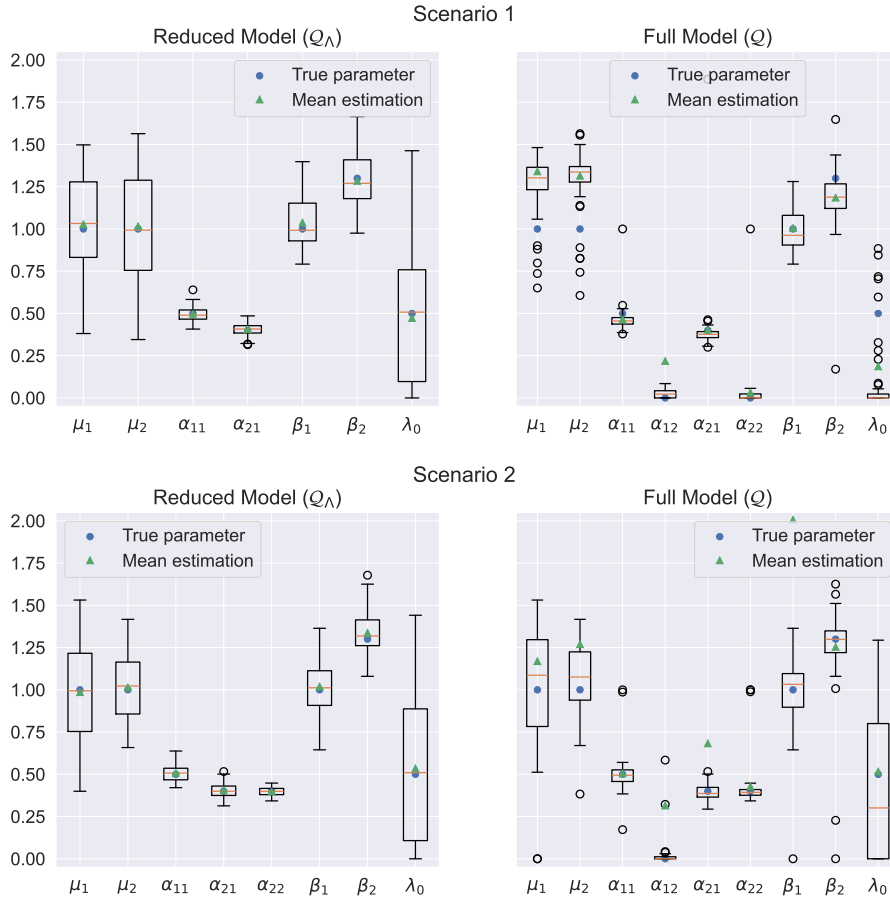 Scenario 1
Reduced Model (𝒬_Λ)
Full Model (𝒬)
True parameter
Mean estimation
True parameter
Mean estimation
2.00
1.75
1.50
1.25
1.00
0.75
0.50
0.25
0.00
μ₁ μ₂ α₁₁ α₂₁ β₁ β₂ λ₀
μ₁ μ₂ α₁₁ α₁₂ α₂₁ α₂₂ β₁ β₂ λ₀
Scenario 2
Reduced Model (𝒬_Λ)
Full Model (𝒬)
True parameter
Mean estimation
True parameter
Mean estimation
2.00
1.75
1.50
1.25
1.00
0.75
0.50
0.25
0.00
μ₁ μ₂ α₁₁ α₂₁ α₂₂ β₁ β₂ λ₀
μ₁ μ₂ α₁₁ α₁₂ α₂₁ α₂₂ β₁ β₂ λ₀